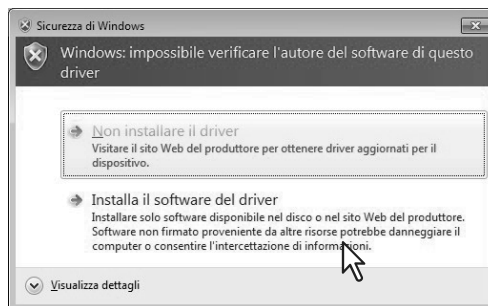 Sicurezza di Windows
Windows: impossibile verificare l'autore del software di questo
driver
Non installare il driver
Visitare il sito Web del produttore per ottenere driver aggiornati per il
dispositivo.
Installa il software del driver
Installare solo software disponibile nel disco o nel sito Web del produttore.
Software non firmato proveniente da altre risorse potrebbe danneggiare il
computer o consentire l'intercettazione di informazioni.
Visualizza dettagli